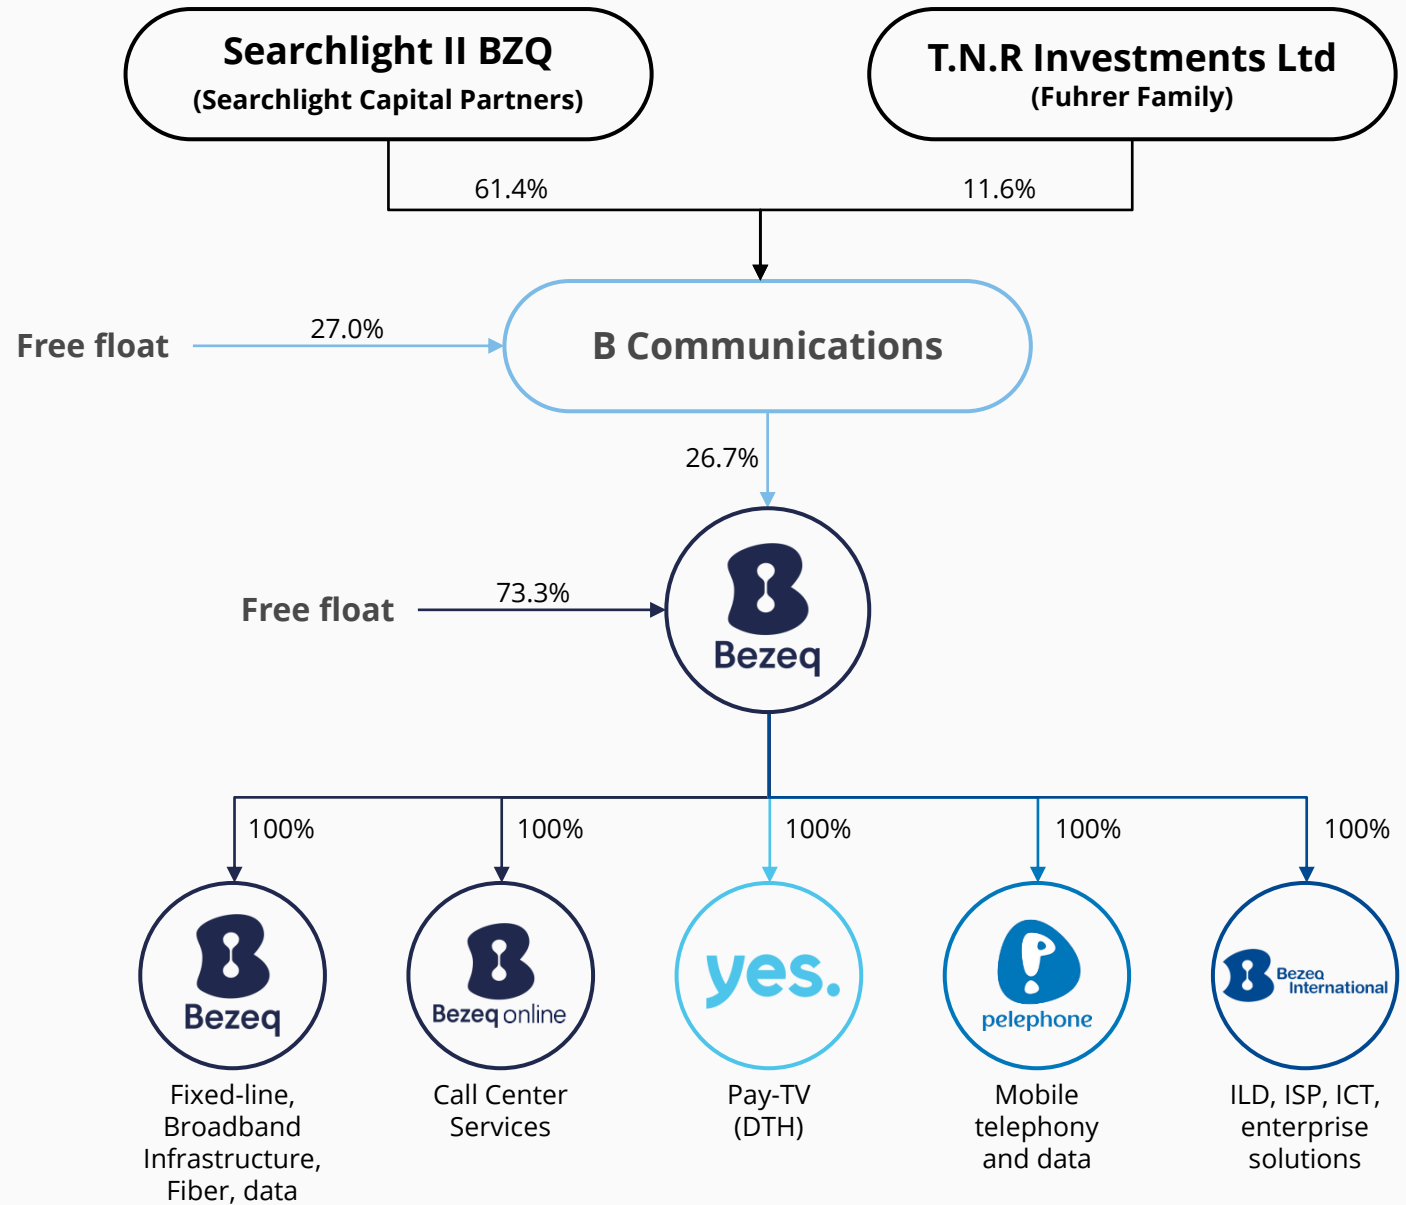 Searchlight II BZQ
(Searchlight Capital Partners)
T.N.R Investments Ltd
(Fuhrer Family)
61.4%
11.6%
Free float
27.0%
B Communications
26.7%
Free float
73.3%
Bezeq
100%
100%
100%
100%
100%
Bezeq
Bezeq online
yes.
pelephone
Bezeq
International
Fixed-line,
Broadband
Infrastructure,
Fiber, data
Call Center
Services
Pay-TV
(DTH)
Mobile
telephony
and data
ILD, ISP, ICT,
enterprise
solutions